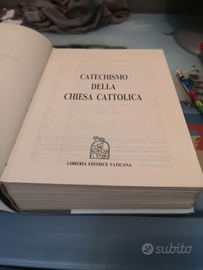 CATECHISMO
DELLA
CHIESA CATTOLICA
LIBRERIA EDITRICE VATICANA
subito